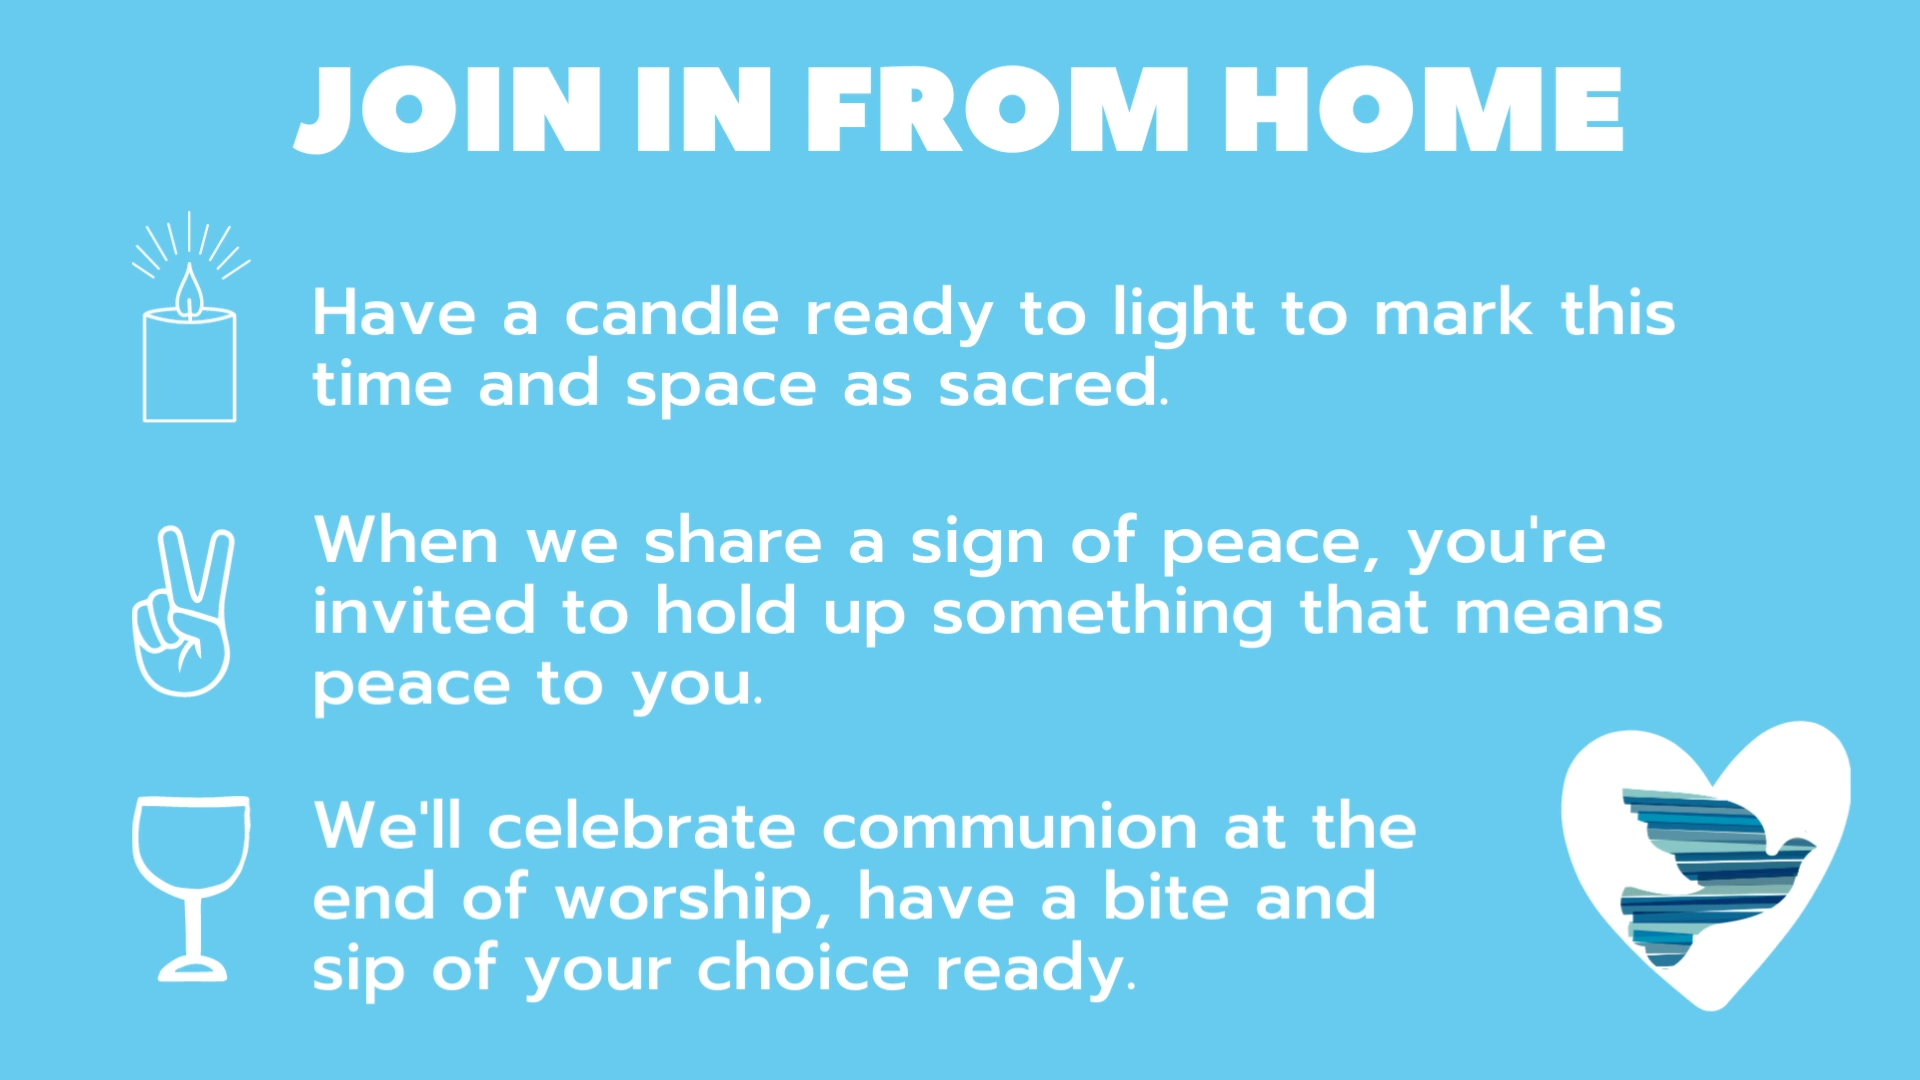 JOIN IN FROM HOME
Have a candle ready to light to mark this
time and space as sacred.
When we share a sign of peace, you're
invited to hold up something that means
peace to you.
We'll celebrate communion at the
end of worship, have a bite and
sip of your choice ready.